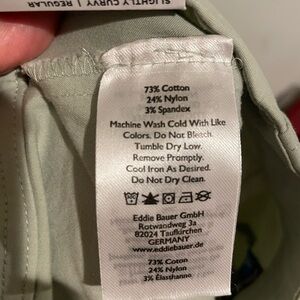 SLIGHTLY CURVY | REGULAR
73% Cotton
24% Nylon
3% Spandex
Machine Wash Cold With Like
Colors. Do Not Bleach.
Tumble Dry Low.
Remove Promptly.
Cool Iron As Desired.
Do Not Dry Clean.
Eddie Bauer GmbH
Rotwandweg 3a
82024 Taufkirchen
GERMANY
www.eddiebauer.de
73% Cotton
24% Nylon
3% Élasthanne